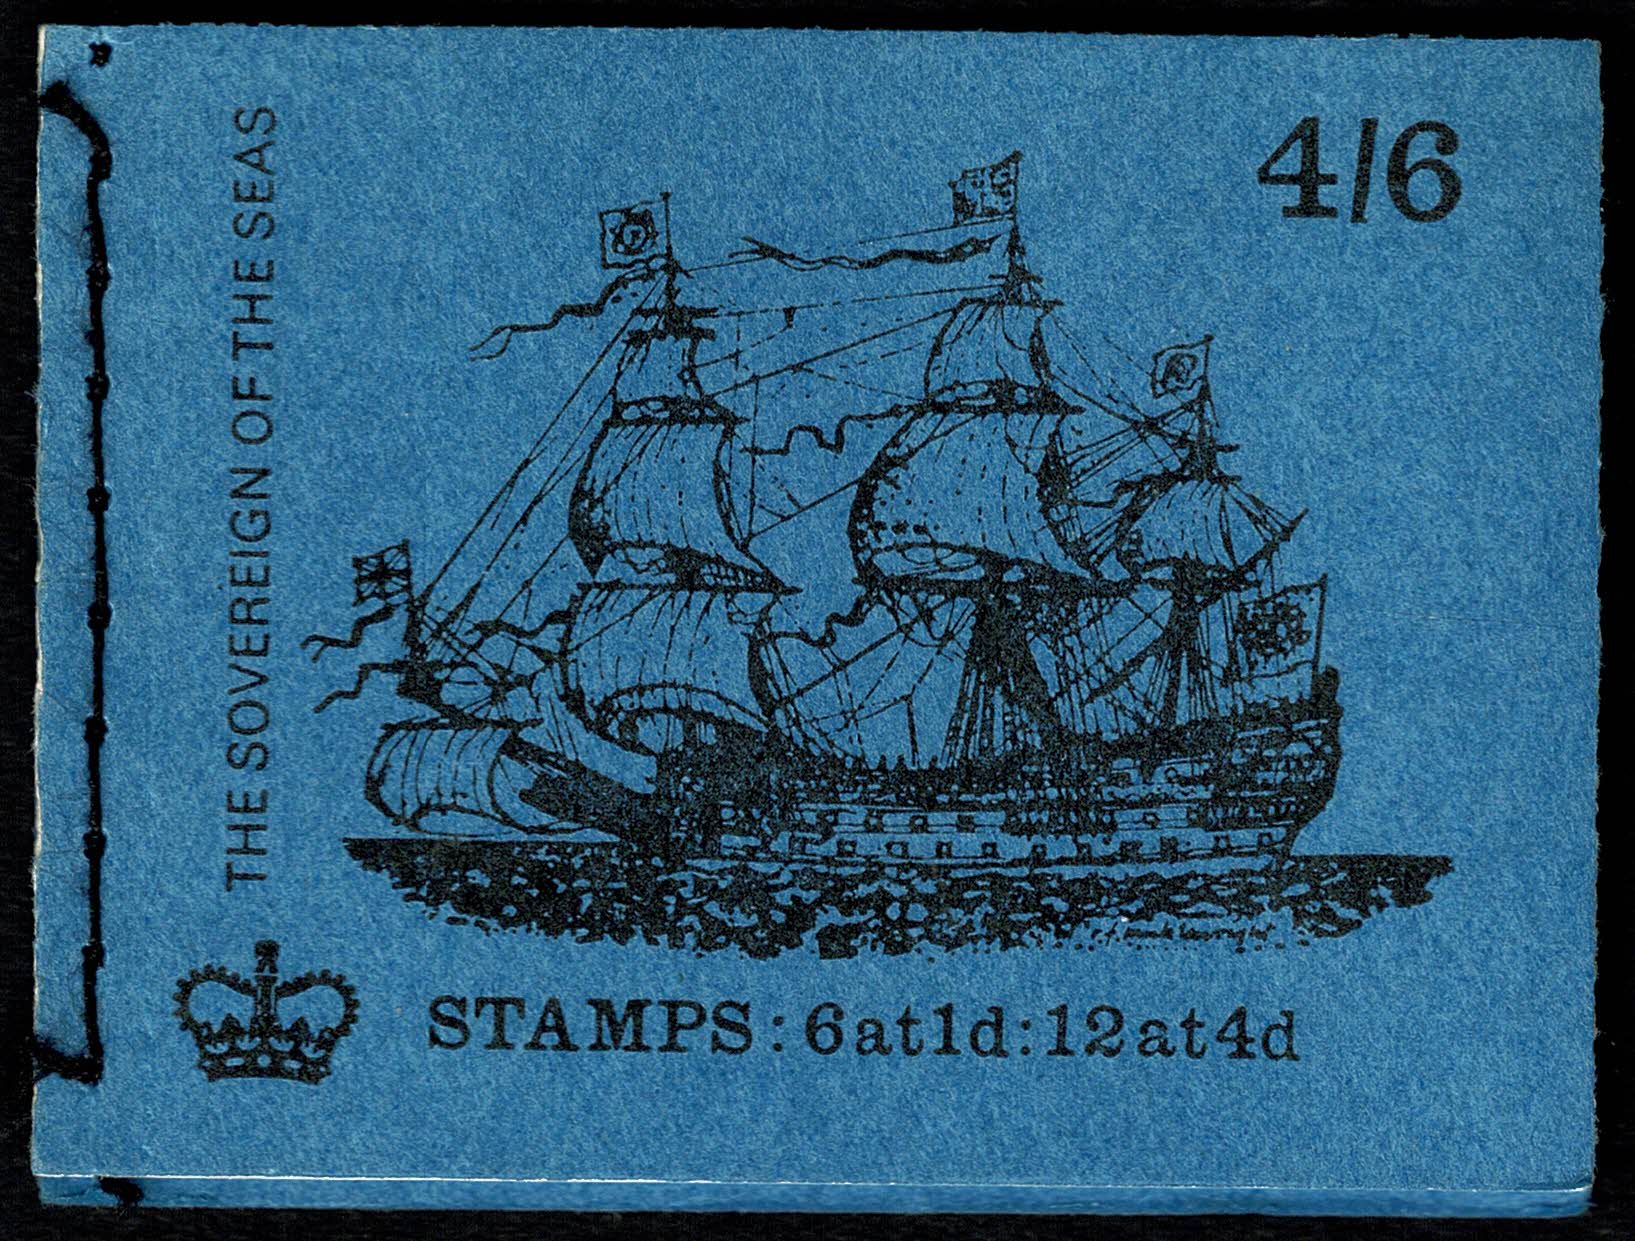 THE SOVEREIGN OF THE SEAS
4/6
STAMPS: 6at1d:12at4d